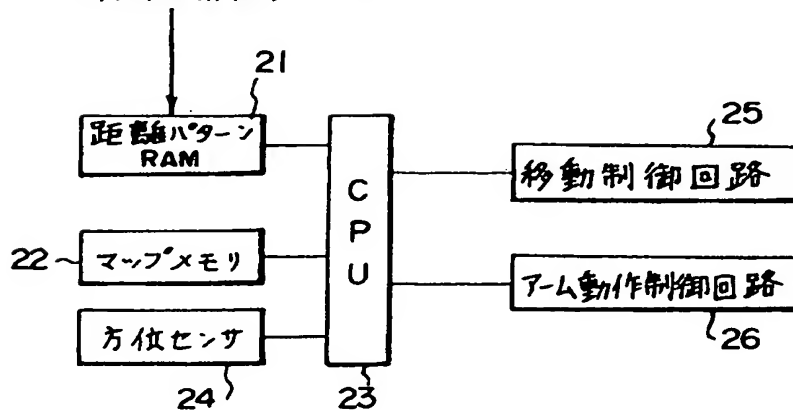 21
距離パターン
RAM
25
CPU
移動制御回路
22
マップメモリ
アーム動作制御回路
方位センサ
26
24
23